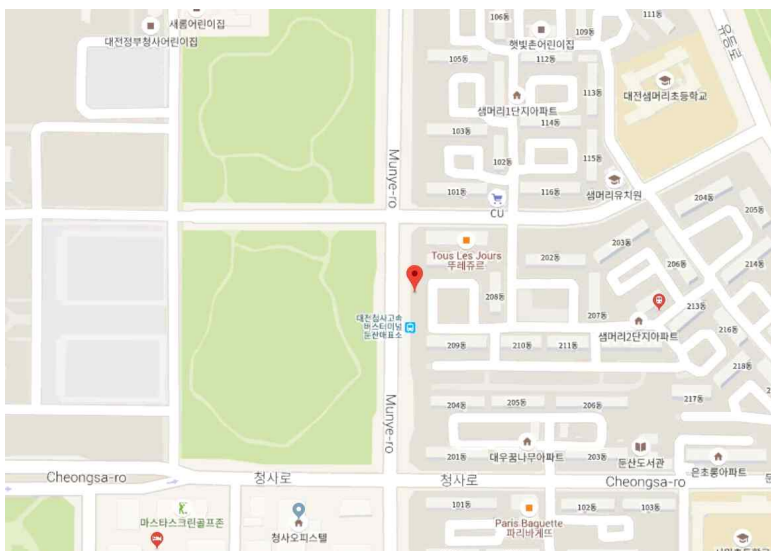 새롬어린이집
대전정부청사어린이집
106동
햇빛촌어린이집
109동
111동
유등로
105동
112동
113동
대전샘머리초등학교
샘머리1단지아파트
103동
114동
Munye-ro
102동
115동
101동
116동
샘머리유치원
CU
204동
205동
203동
Tous Les Jours
뚜레쥬르
202동
206동
214동
208동
207동
213동
대전청사고속
버스터미널
둔산매표소
샘머리2단지아파트
216동
209동
210동
211동
218동
217동
204동
205동
206동
Munye-ro
201동
대우꿈나무아파트
203동
둔산도서관
은초롱아파트
Cheongsa-ro
청사로
청사로
Cheongsa-ro
101동
102동
103동
마스타스크린골프존
청사오피스텔
Paris Baguette
파리바게뜨